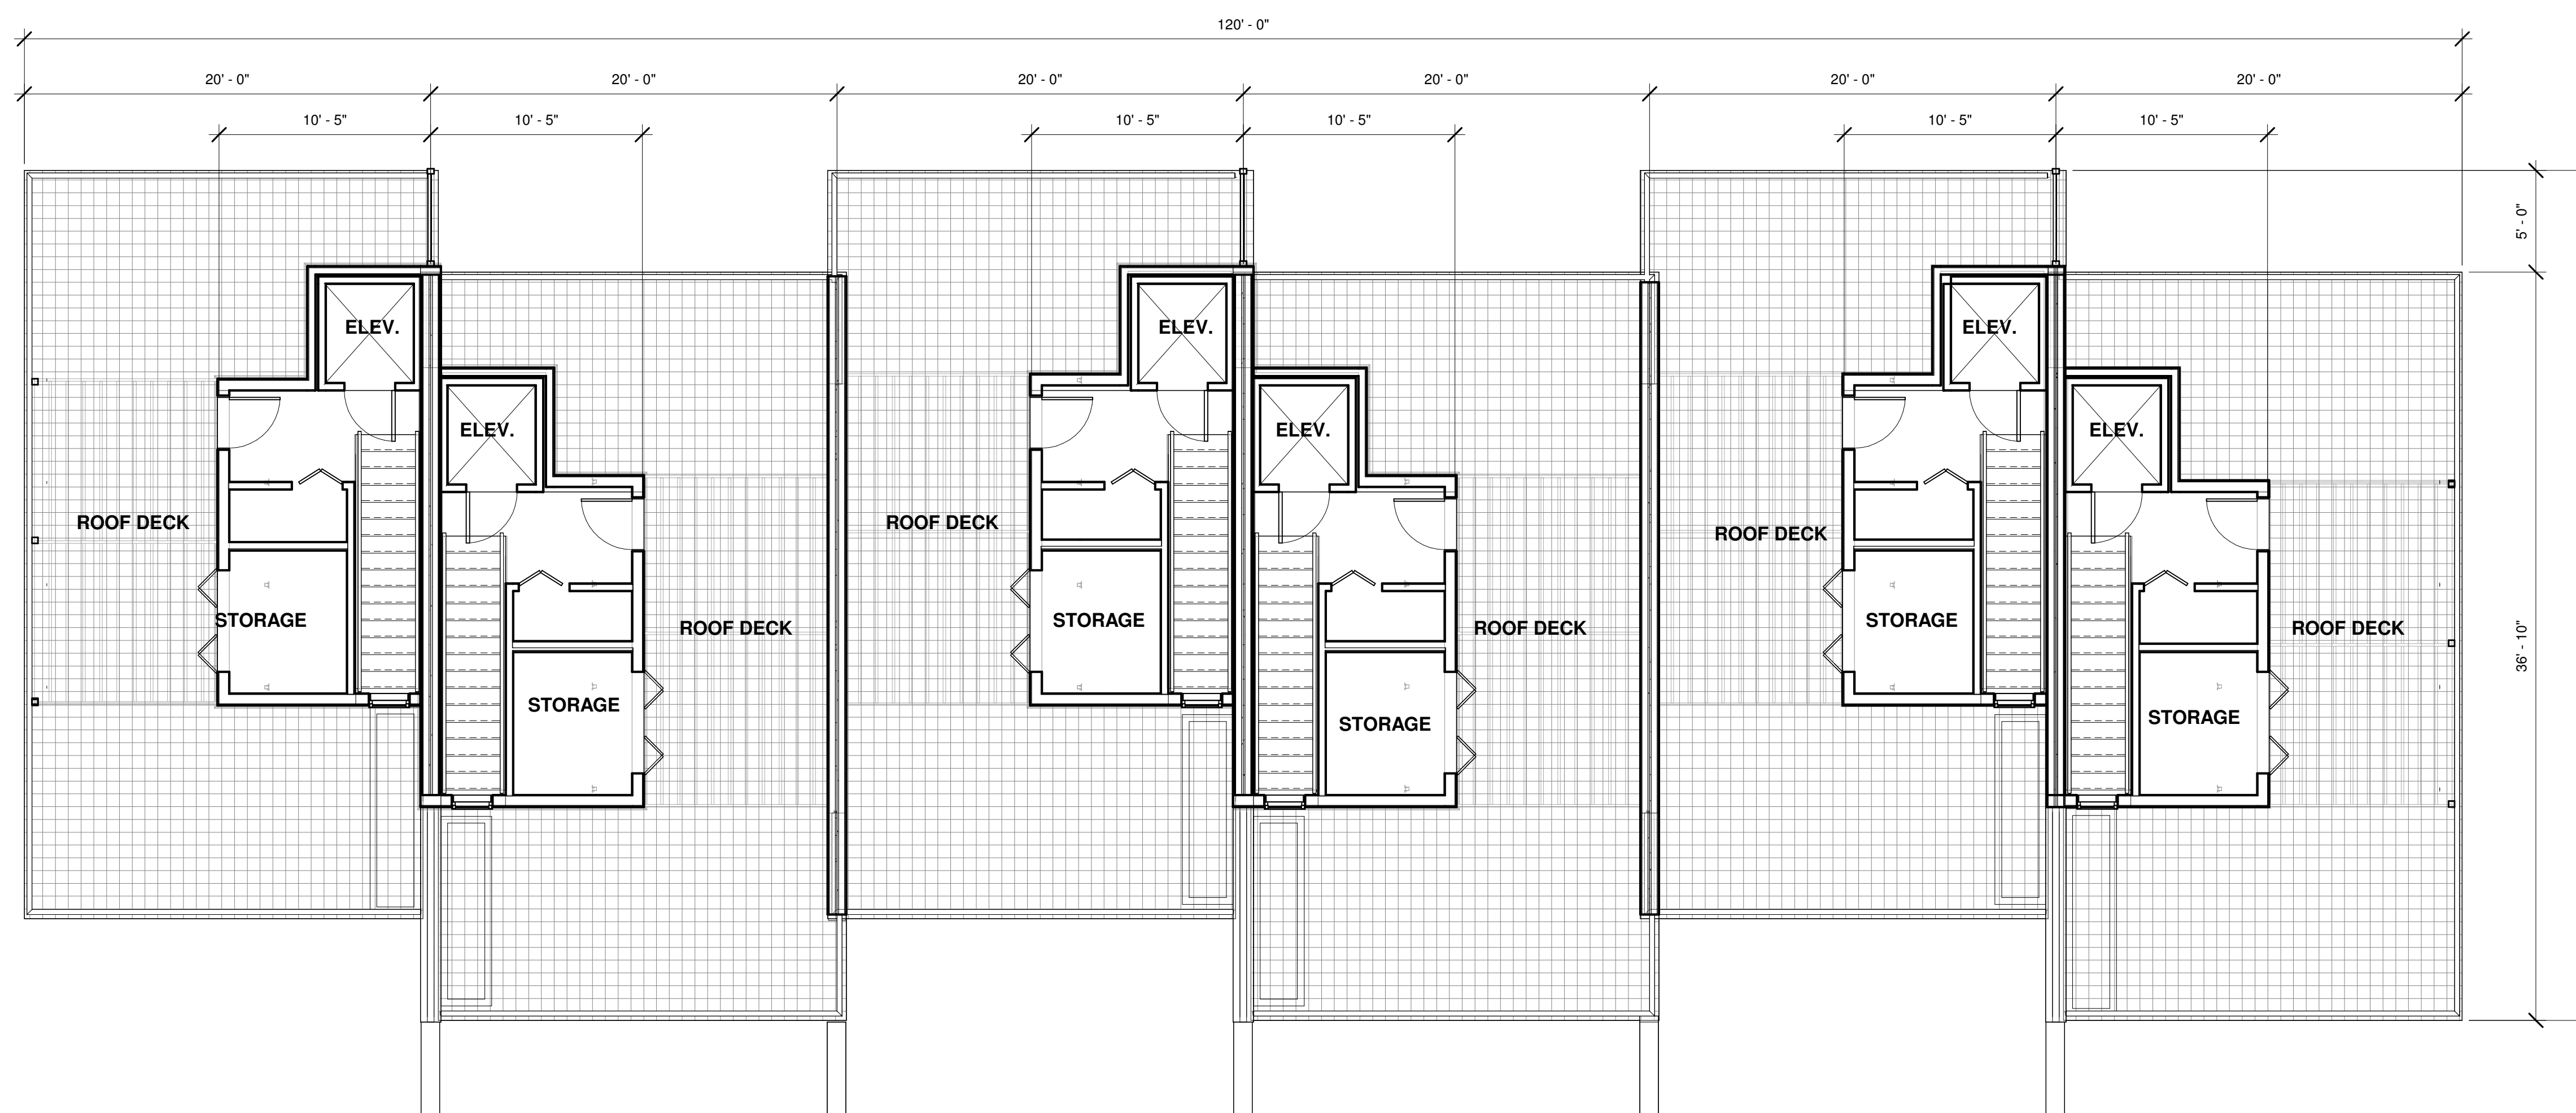 120' - 0"
20' - 0" 20' - 0" 20' - 0" 20' - 0" 20' - 0" 20' - 0"
10' - 5" 10' - 5" 10' - 5" 10' - 5" 10' - 5" 10' - 5"
5' - 0"
ELEV. ELEV. ELEV.
ELEV. ELEV. ELEV.
ROOF DECK ROOF DECK ROOF DECK
STORAGE STORAGE STORAGE
ROOF DECK ROOF DECK ROOF DECK
36' - 10"
STORAGE STORAGE STORAGE